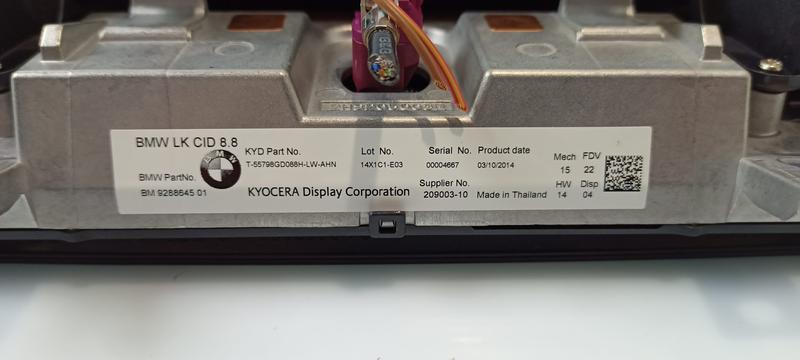 BMW LK CID 8.8
BMW
BMW PartNo.
BM 9288645 01
KYD Part No.
T-55798GD088H-LW-AHN
KYOCERA Display Corporation
Lot No.
14X1C1-E03
Serial No.
00004667
Product date
03/10/2014
Supplier No.
209003-10
Made in Thailand
Mech FDV
15 22
HW Disp
14 04